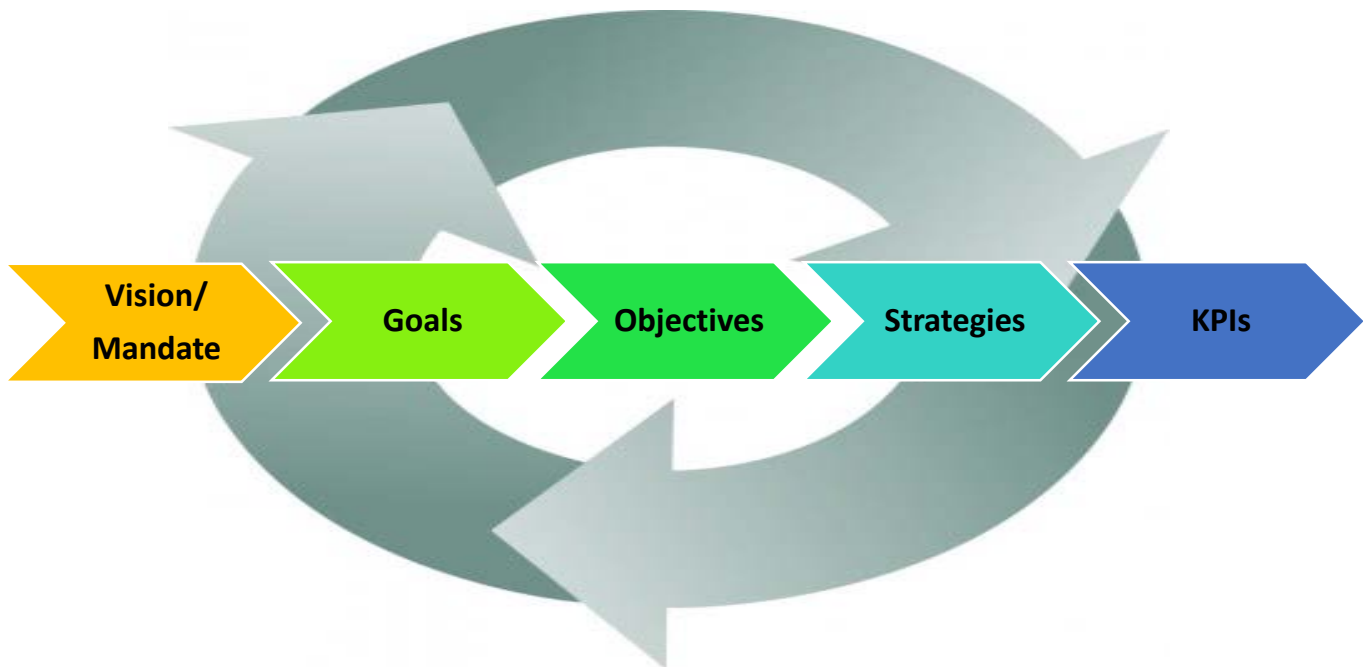 Vision/
Mandate
Goals
Objectives
Strategies
KPIs